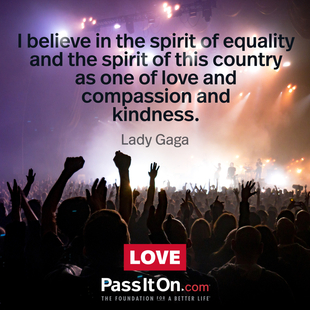 I believe in the spirit of equality
and the spirit of this country
as one of love and
compassion and
kindness.
Lady Gaga
LOVE
PassItOn.com®
THE FOUNDATION FOR A BETTER LIFE®